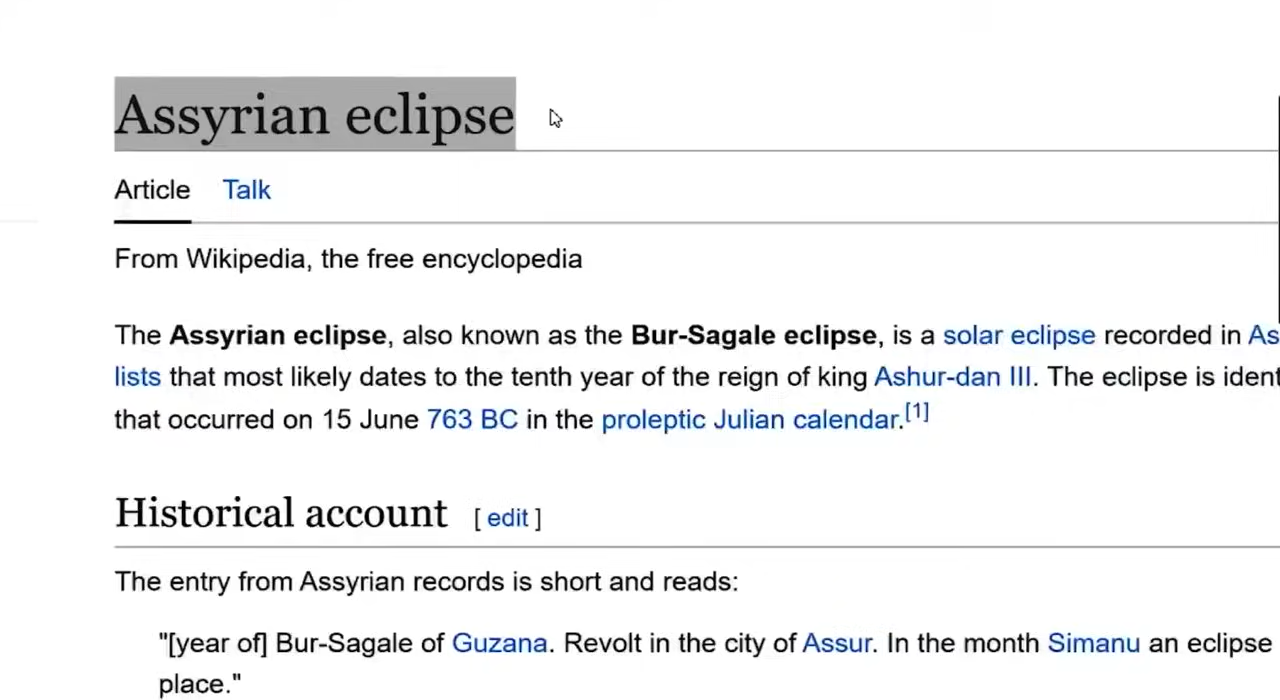 Assyrian eclipse
Article Talk
From Wikipedia, the free encyclopedia
The Assyrian eclipse, also known as the Bur-Sagale eclipse, is a solar eclipse recorded in
lists that most likely dates to the tenth year of the reign of king Ashur-dan III. The eclipse is
that occurred on 15 June 763 BC in the proleptic Julian calendar.[1]
Historical account [ edit ]
The entry from Assyrian records is short and reads:
"[year of] Bur-Sagale of Guzana. Revolt in the city of Assur. In the month Simanu an eclipse
place."